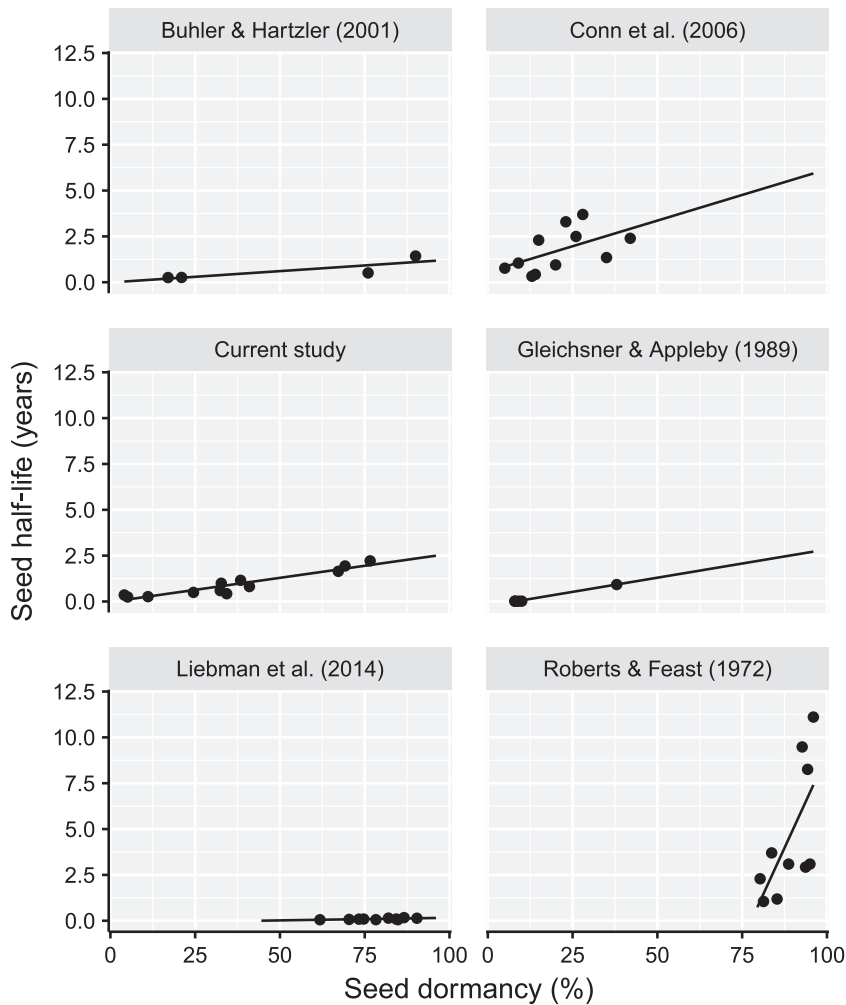 Buhler & Hartzler (2001)
Conn et al. (2006)
12.5
10.0
7.5
5.0
2.5
0.0
Current study
Gleichsner & Appleby (1989)
12.5
10.0
7.5
5.0
2.5
0.0
Seed half-life (years)
Liebman et al. (2014)
Roberts & Feast (1972)
12.5
10.0
7.5
5.0
2.5
0.0
0 25 50 75 100
0 25 50 75 100
Seed dormancy (%)